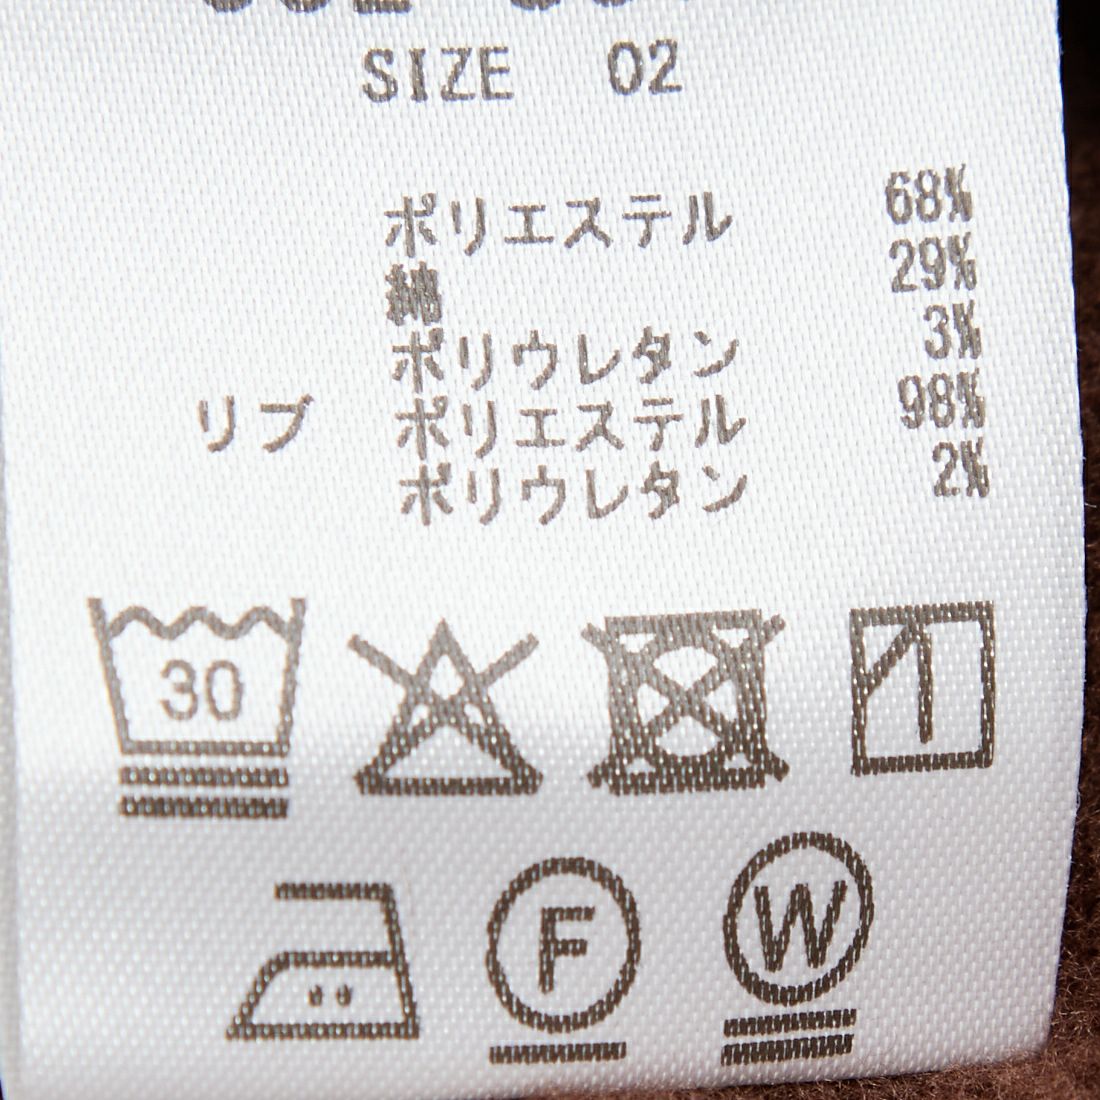 SIZE 02
ポリエステル 68%
綿 29%
ポリウレタン 3%
リブ ポリエステル 98%
ポリウレタン 2%
30
F
W